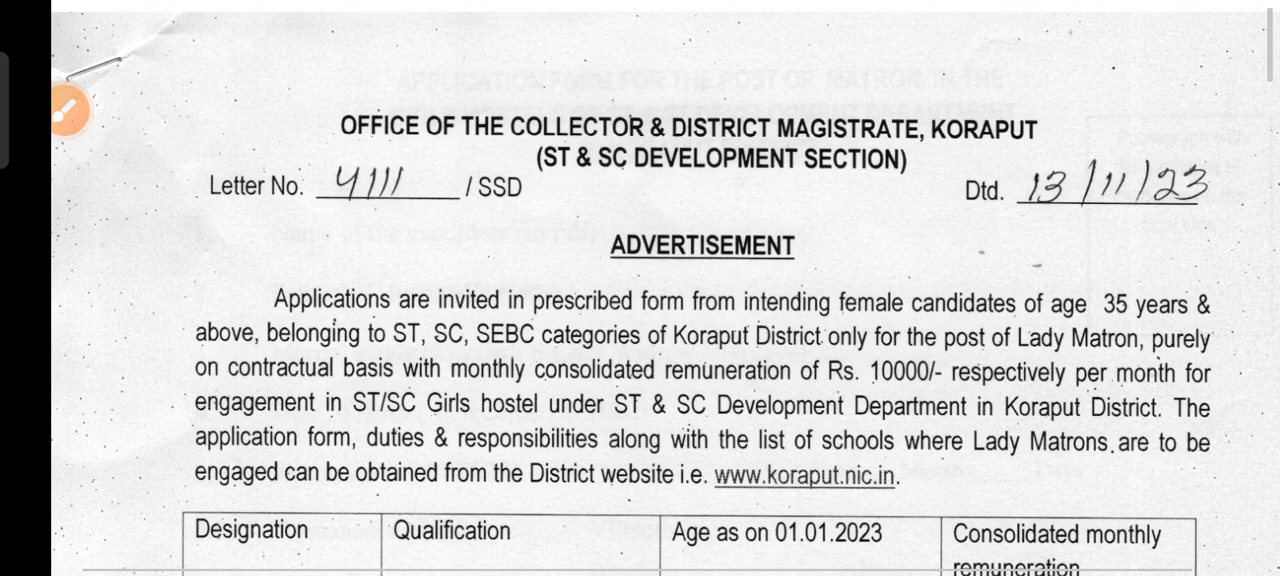 OFFICE OF THE COLLECTOR & DISTRICT MAGISTRATE, KORAPUT
(ST & SC DEVELOPMENT SECTION)
Letter No. 4111 / SSD Dtd. 13/11/23
ADVERTISEMENT
Applications are invited in prescribed form from intending female candidates of age 35 years &
above, belonging to ST, SC, SEBC categories of Koraput District only for the post of Lady Matron, purely
on contractual basis with monthly consolidated remuneration of Rs. 10000/- respectively per month for
engagement in ST/SC Girls hostel under ST & SC Development Department in Koraput District. The
application form, duties & responsibilities along with the list of schools where Lady Matrons are to be
engaged can be obtained from the District website i.e. www.koraput.nic.in.
Designation Qualification Age as on 01.01.2023 Consolidated monthly
remuneration